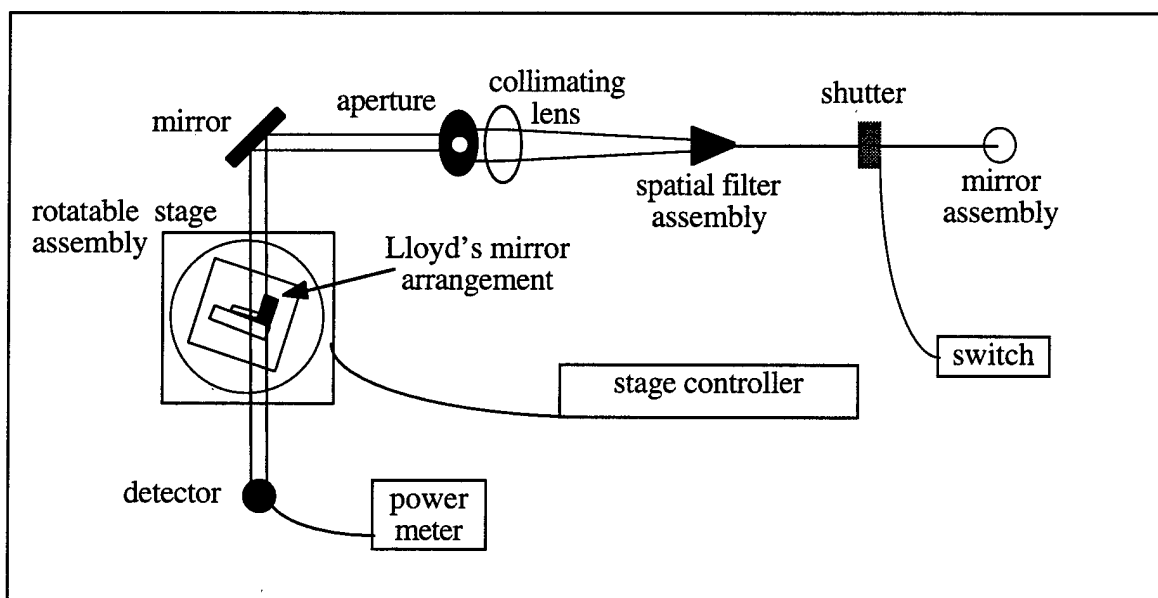 collimating
lens
aperture
shutter
mirror
spatial filter
assembly
mirror
assembly
rotatable stage
assembly
Lloyd's mirror
arrangement
switch
stage controller
detector
power
meter